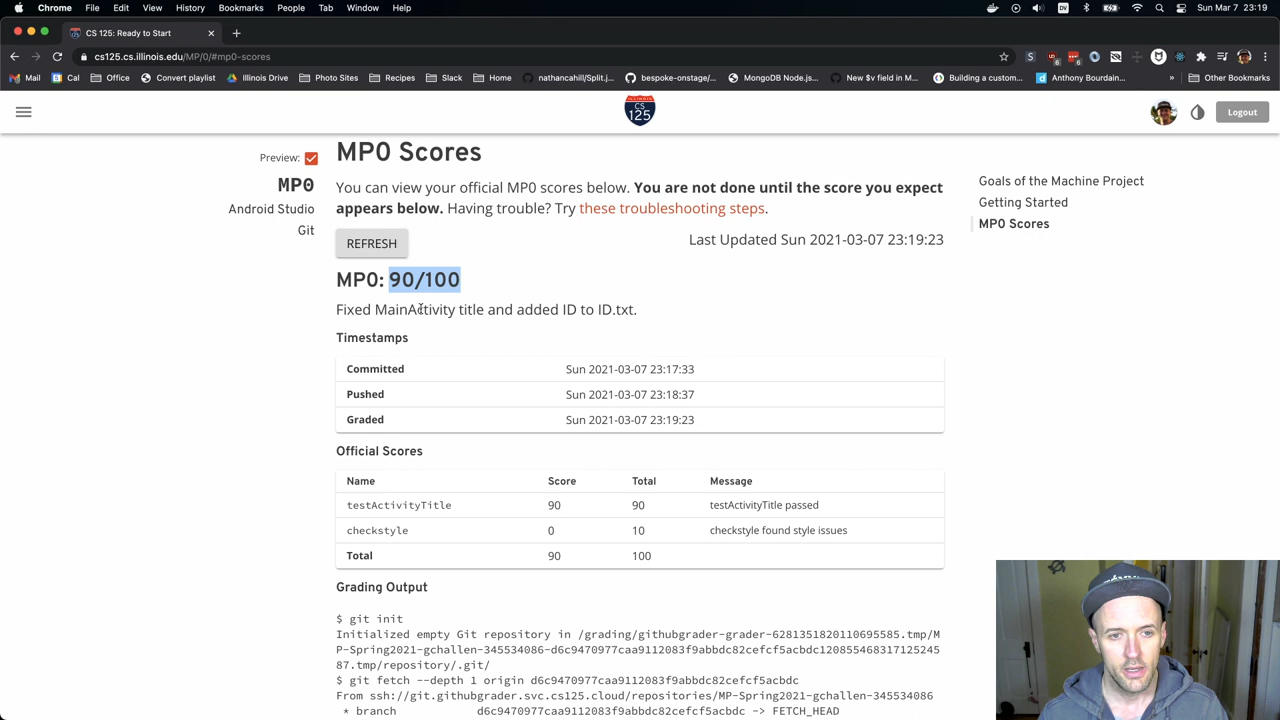 Chrome File Edit View History Bookmarks People Tab Window Help
Sun Mar 7 23:19
CS 125: Ready to Start
cs125.cs.illinois.edu/MP/0/#mp0-scores
Mail Cal Office Convert playlist Illinois Drive Photo Sites Recipes Slack Home nathancahill/Split.j... bespoke-onstage/... MongoDB Node.js... New $v field in M... Building a custom... Anthony Bourdain... » Other Bookmarks
ILLINOIS
CS
125
Logout
Preview:
MP0
Android Studio
Git
MP0 Scores
You can view your official MP0 scores below. You are not done until the score you expect
appears below. Having trouble? Try these troubleshooting steps.
REFRESH
Last Updated Sun 2021-03-07 23:19:23
MP0: 90/100
Fixed MainActivity title and added ID to ID.txt.
Timestamps
Committed Sun 2021-03-07 23:17:33
Pushed Sun 2021-03-07 23:18:37
Graded Sun 2021-03-07 23:19:23
Official Scores
Name Score Total Message
testActivityTitle 90 90 testActivityTitle passed
checkstyle 0 10 checkstyle found style issues
Total 90 100
Grading Output
$ git init
Initialized empty Git repository in /grading/githubgrader-grader-6281351820110695585.tmp/M
P-Spring2021-gchallen-345534086-d6c9470977caa9112083f9abbdc82cefcf5acbdc120855468317125245
87.tmp/repository/.git/
$ git fetch --depth 1 origin d6c9470977caa9112083f9abbdc82cefcf5acbdc
From ssh://git.githubgrader.svc.cs125.cloud/repositories/MP-Spring2021-gchallen-345534086
* branch d6c9470977caa9112083f9abbdc82cefcf5acbdc -> FETCH_HEAD
Goals of the Machine Project
Getting Started
MP0 Scores